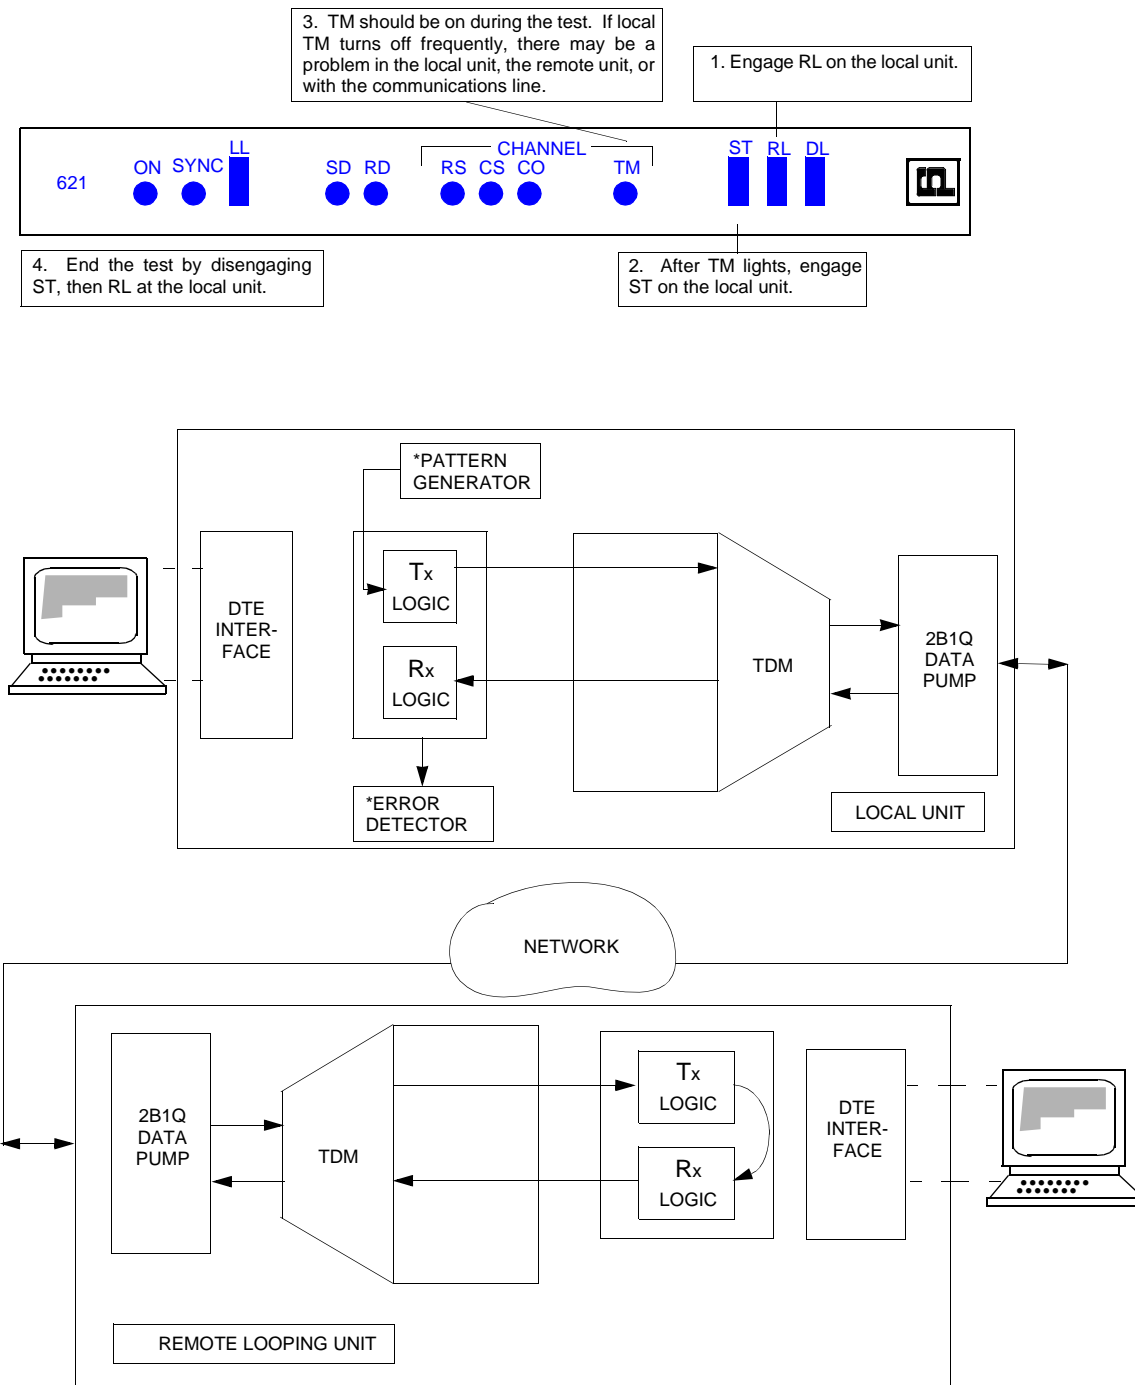 3. TM should be on during the test. If local
TM turns off frequently, there may be a
problem in the local unit, the remote unit, or
with the communications line.
1. Engage RL on the local unit.
621
ON
SYNC
LL
SD
RD
CHANNEL
RS
CS
CO
TM
ST
RL
DL
4. End the test by disengaging
ST, then RL at the local unit.
2. After TM lights, engage
ST on the local unit.
*PATTERN
GENERATOR
DTE
INTER-
FACE
Tx
LOGIC
Rx
LOGIC
TDM
2B1Q
DATA
PUMP
*ERROR
DETECTOR
LOCAL UNIT
NETWORK
2B1Q
DATA
PUMP
TDM
Tx
LOGIC
Rx
LOGIC
DTE
INTER-
FACE
REMOTE LOOPING UNIT